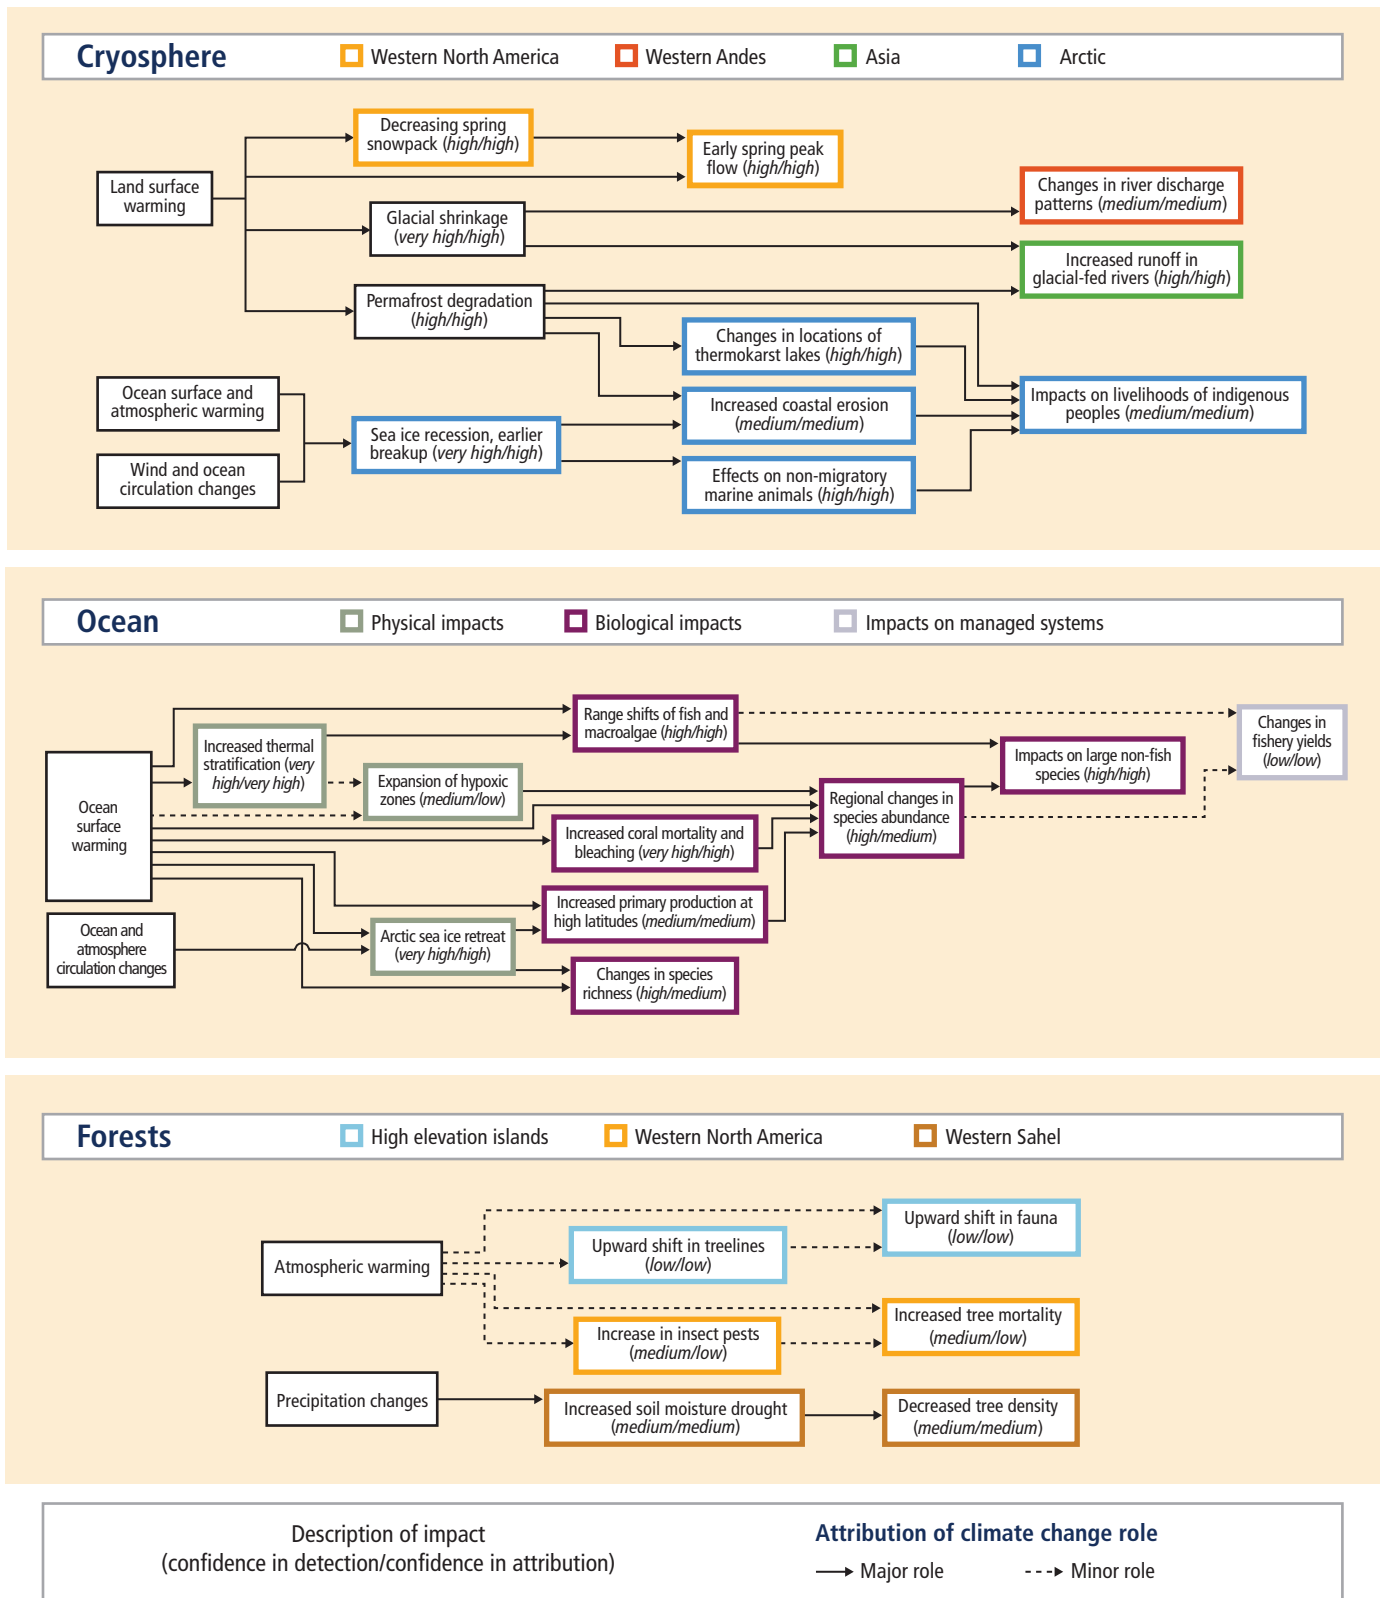 Cryosphere
Western North America
Western Andes
Asia
Arctic
Decreasing spring
snowpack (high/high)
Early spring peak
flow (high/high)
Land surface
warming
Changes in river discharge
patterns (medium/medium)
Glacial shrinkage
(very high/high)
Increased runoff in
glacial-fed rivers (high/high)
Permafrost degradation
(high/high)
Changes in locations of
thermokarst lakes (high/high)
Ocean surface and
atmospheric warming
Increased coastal erosion
(medium/medium)
Impacts on livelihoods of indigenous
peoples (medium/medium)
Sea ice recession, earlier
breakup (very high/high)
Wind and ocean
circulation changes
Effects on non-migratory
marine animals (high/high)
Ocean
Physical impacts
Biological impacts
Impacts on managed systems
Range shifts of fish and
macroalgae (high/high)
Changes in
fishery yields
(low/low)
Increased thermal
stratification (very
high/very high)
Impacts on large non-fish
species (high/high)
Expansion of hypoxic
zones (medium/low)
Ocean
surface
warming
Regional changes in
species abundance
(high/medium)
Increased coral mortality and
bleaching (very high/high)
Increased primary production at
high latitudes (medium/medium)
Ocean and
atmosphere
circulation changes
Arctic sea ice retreat
(very high/high)
Changes in species
richness (high/medium)
Forests
High elevation islands
Western North America
Western Sahel
Upward shift in fauna
(low/low)
Upward shift in treelines
(low/low)
Atmospheric warming
Increased tree mortality
(medium/low)
Increase in insect pests
(medium/low)
Precipitation changes
Increased soil moisture drought
(medium/medium)
Decreased tree density
(medium/medium)
Description of impact
(confidence in detection/confidence in attribution)
Attribution of climate change role
Major role
Minor role